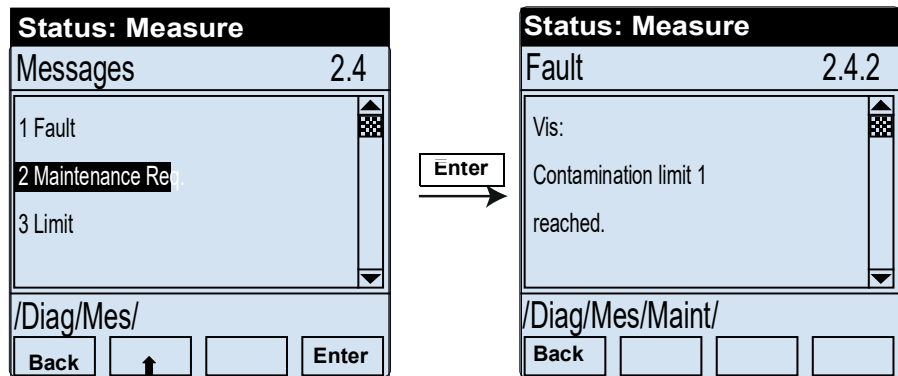 Status: Measure
Messages 2.4
1 Fault
2 Maintenance Req.
3 Limit
/Diag/Mes/
Back Enter
Enter
Status: Measure
Fault 2.4.2
Vis:
Contamination limit 1
reached.
/Diag/Mes/Maint/
Back